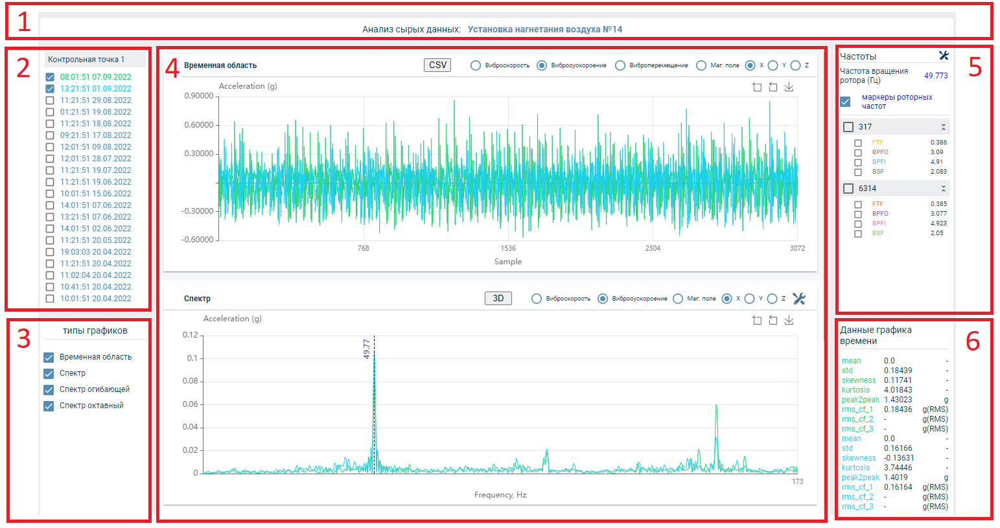 1
Анализ сырых данных: Установка нагнетания воздуха №14
2
Контрольная точка 1
08:01:51 07.09.2022
13:21:51 01.09.2022
11:21:51 29.08.2022
01:21:51 19.08.2022
11:21:51 18.08.2022
09:21:51 17.08.2022
12:01:51 09.08.2022
12:01:51 28.07.2022
11:21:51 19.07.2022
11:21:51 19.06.2022
10:01:51 15.06.2022
14:01:51 07.06.2022
13:21:51 07.06.2022
14:01:51 02.06.2022
11:21:51 20.05.2022
19:03:03 20.04.2022
11:21:51 20.04.2022
11:02:04 20.04.2022
10:41:51 20.04.2022
10:01:51 20.04.2022
3
типы графиков
Временная область
Спектр
Спектр огибающей
Спектр октавный
4
Временная область CSV Виброскорость Виброускороение Виброперемещение Маг. поле X Y Z
Acceleration (g)
0.90000
0.60000
0.30000
-0.30000
-0.60000
768 1536 2304 3072
Sample
Спектр 3D Виброскорость Виброускороение Маг. поле X Y Z
Acceleration (g)
0.12
0.1
0.08
0.06
0.04
0.02
0
49.77
173
Frequency, Hz
5
Частоты
Частота вращения
ротора (Гц) 49.773
маркеры роторных
частот
317
FTF 0.386
BPFO 3.09
BPFI 4.91
BSF 2.083
6314
FTF 0.385
BPFO 3.077
BPFI 4.923
BSF 2.05
6
Данные графика
времени
mean 0.0 -
std 0.18439 -
skewness 0.11741 -
kurtosis 4.01843 -
peak2peak 1.43023 g
rms_cf_1 0.18436 g(RMS)
rms_cf_2 - g(RMS)
rms_cf_3 - g(RMS)
mean 0.0 -
std 0.16166 -
skewness -0.13631 -
kurtosis 3.74446 -
peak2peak 1.4019 g
rms_cf_1 0.16164 g(RMS)
rms_cf_2 - g(RMS)
rms_cf_3 - g(RMS)